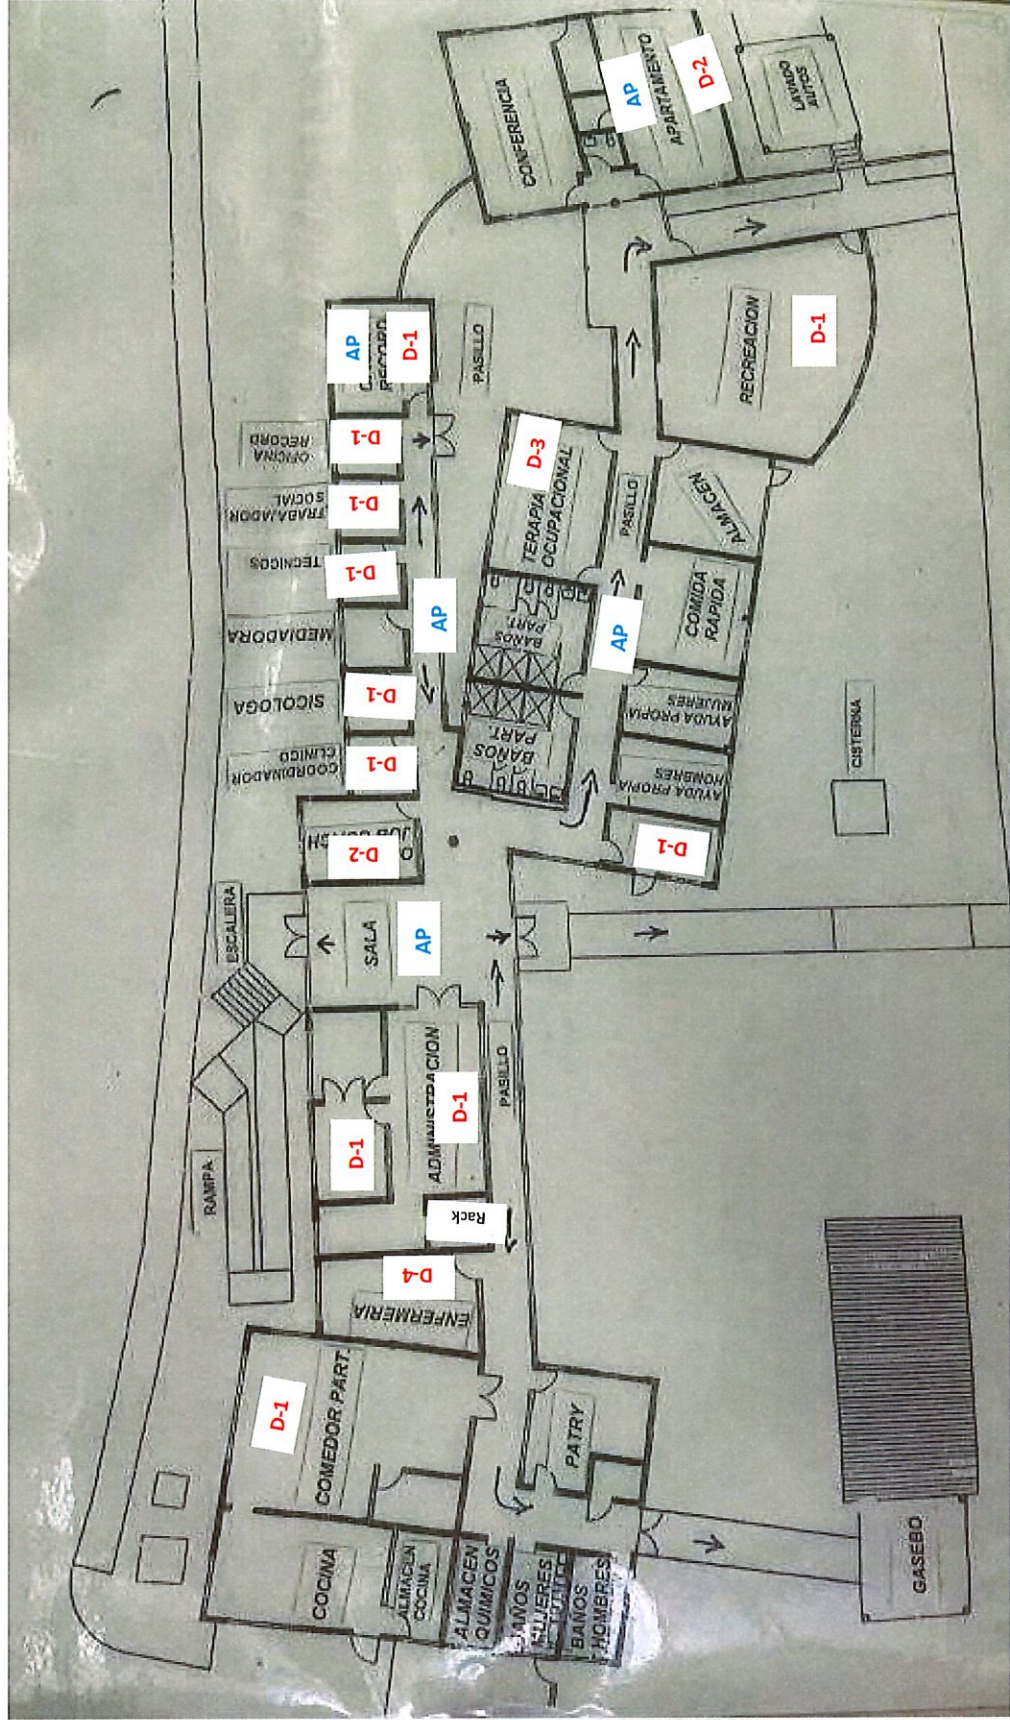 CONFERENCIA
AP
APARTAMENTO
D-2
LAVADO
AUTOS
AP
RECORD
D-1
PASILLO
RECREACION
D-1
OFICINA
RECORD
D-1
TRABAJADOR
SOCIAL
D-1
TECNICOS
D-1
MEDIADORA
SICOLOGA
D-1
COORDINADOR
CLINICO
D-1
AP
D-3
TERAPIA
OCUPACIONAL
PASILLO
ALMACEN
BAÑOS
PART.
BAÑOS
PART.
AP
COMIDA
RAPIDA
AYUDA PROPIA
MUJERES
AYUDA PROPIA
HOMBRES
D-1
CISTERNA
D-2
ESCALERA
SALA
AP
RAMPA
ADMINISTRACION
D-1
D-1
PASILLO
Rack
D-4
ENFERMERIA
D-1
COMEDOR PART.
PATRY
COCINA
ALMACEN
COCINA
ALMACEN
QUIMICOS
BAÑOS
MUJERES
BAÑOS
HOMBRES
GASEBO